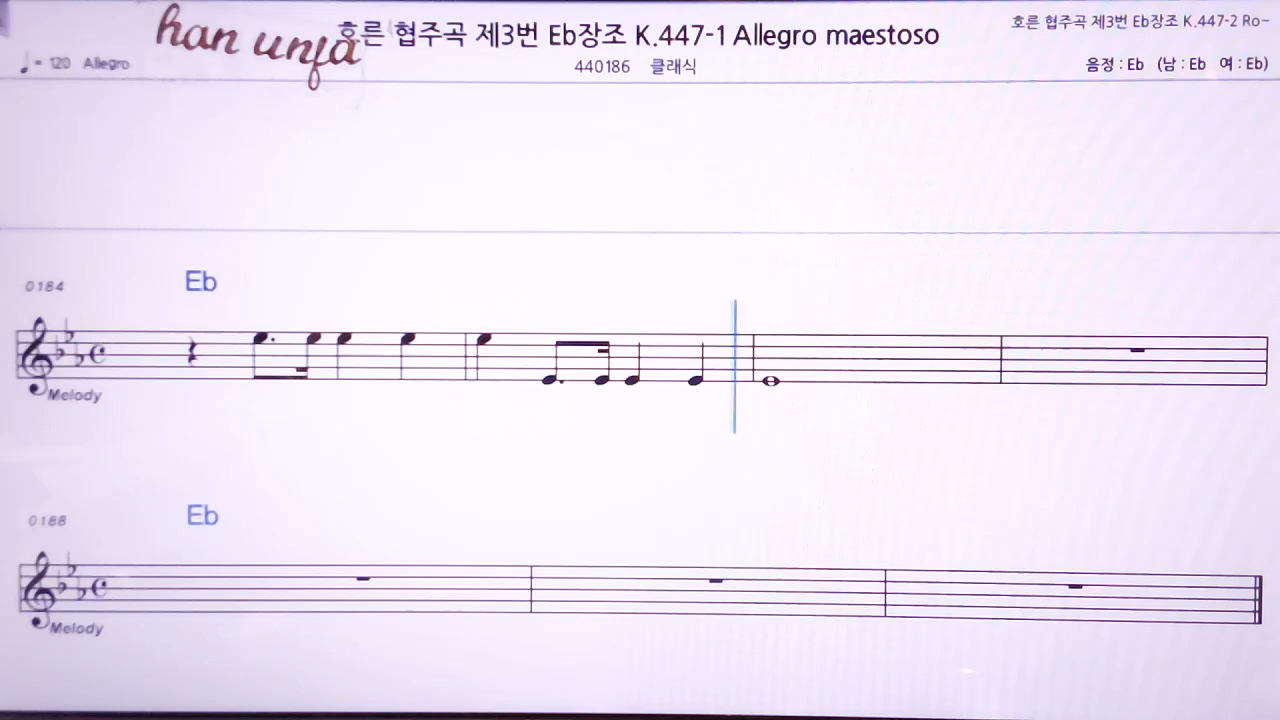 han unfa
호른 협주곡 제3번 Eb장조 K.447-1 Allegro maestoso
호른 협주곡 제3번 Eb장조 K.447-2 Ro~
♩ = 120 Allegro
440186 클래식
음정 : Eb (남 : Eb 여 : Eb)
0184
Eb
Melody
0188
Eb
Melody